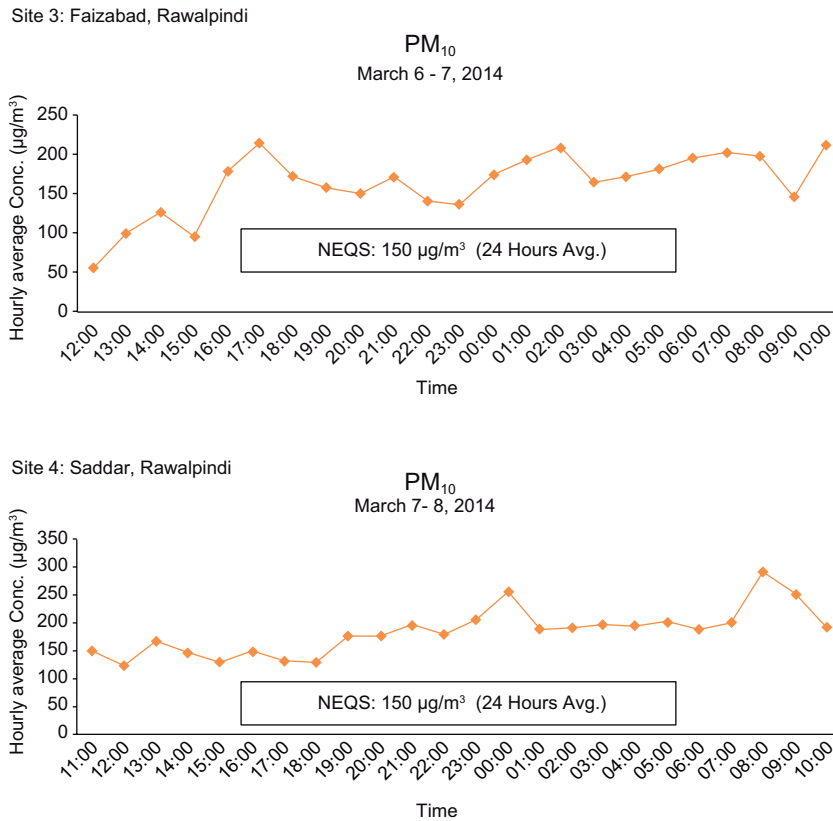 Site 3: Faizabad, Rawalpindi
PM₁₀
March 6 - 7, 2014
Hourly average Conc. (µg/m³)
250
200
150
100
50
0
NEQS: 150 µg/m³ (24 Hours Avg.)
12:00 13:00 14:00 15:00 16:00 17:00 18:00 19:00 20:00 21:00 22:00 23:00 00:00 01:00 02:00 03:00 04:00 05:00 06:00 07:00 08:00 09:00 10:00
Time
Site 4: Saddar, Rawalpindi
PM₁₀
March 7- 8, 2014
Hourly average Conc. (µg/m³)
350
300
250
200
150
100
50
0
NEQS: 150 µg/m³ (24 Hours Avg.)
11:00 12:00 13:00 14:00 15:00 16:00 17:00 18:00 19:00 20:00 21:00 22:00 23:00 00:00 01:00 02:00 03:00 04:00 05:00 06:00 07:00 08:00 09:00 10:00
Time